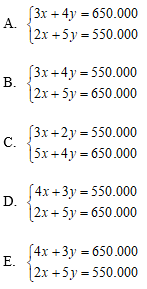 A. {3x + 4y = 650.000
2x + 5y = 550.000
B. {3x + 4y = 550.000
2x + 5y = 650.000
C. {3x + 2y = 550.000
5x + 4y = 650.000
D. {4x + 3y = 550.000
2x + 5y = 650.000
E. {4x + 3y = 650.000
2x + 5y = 550.000